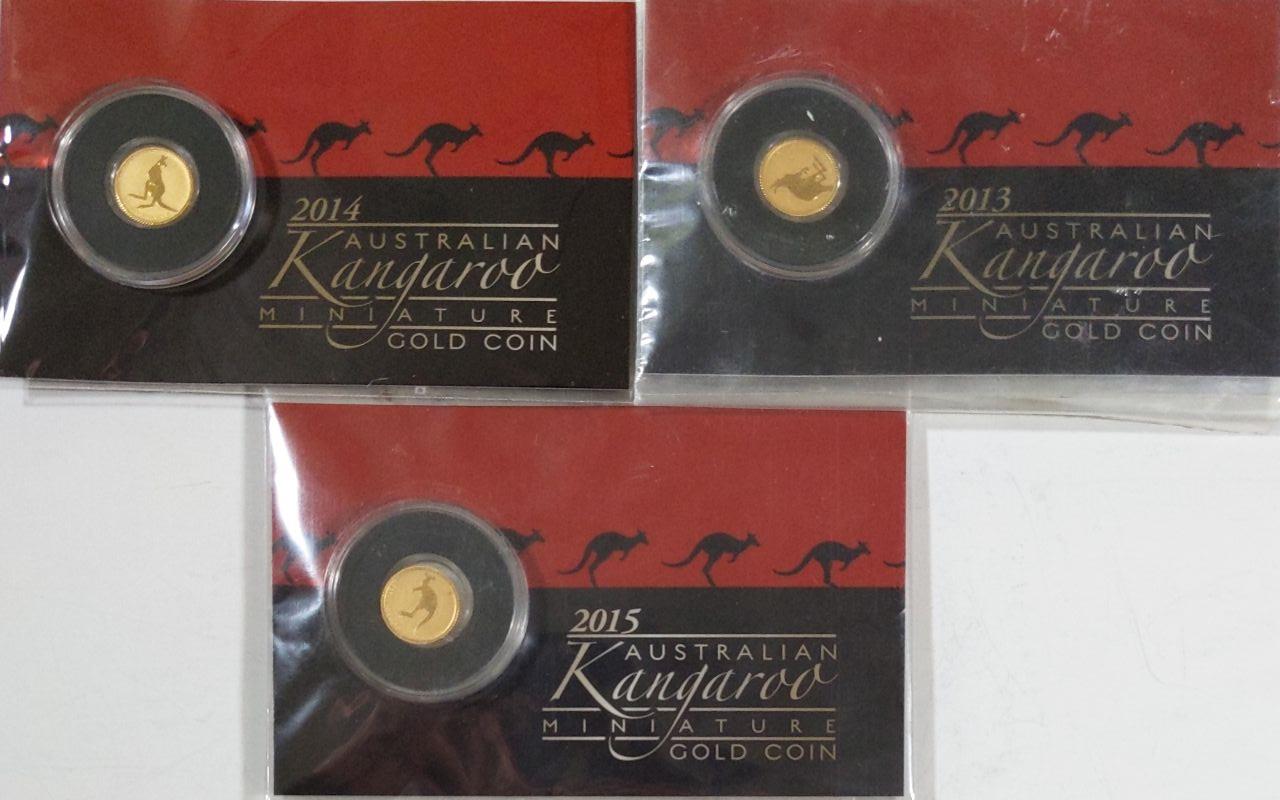 2014
AUSTRALIAN
Kangaroo
MINIATURE
GOLD COIN
2013
AUSTRALIAN
Kangaroo
MINIATURE
GOLD COIN
2015
AUSTRALIAN
Kangaroo
MINIATURE
GOLD COIN